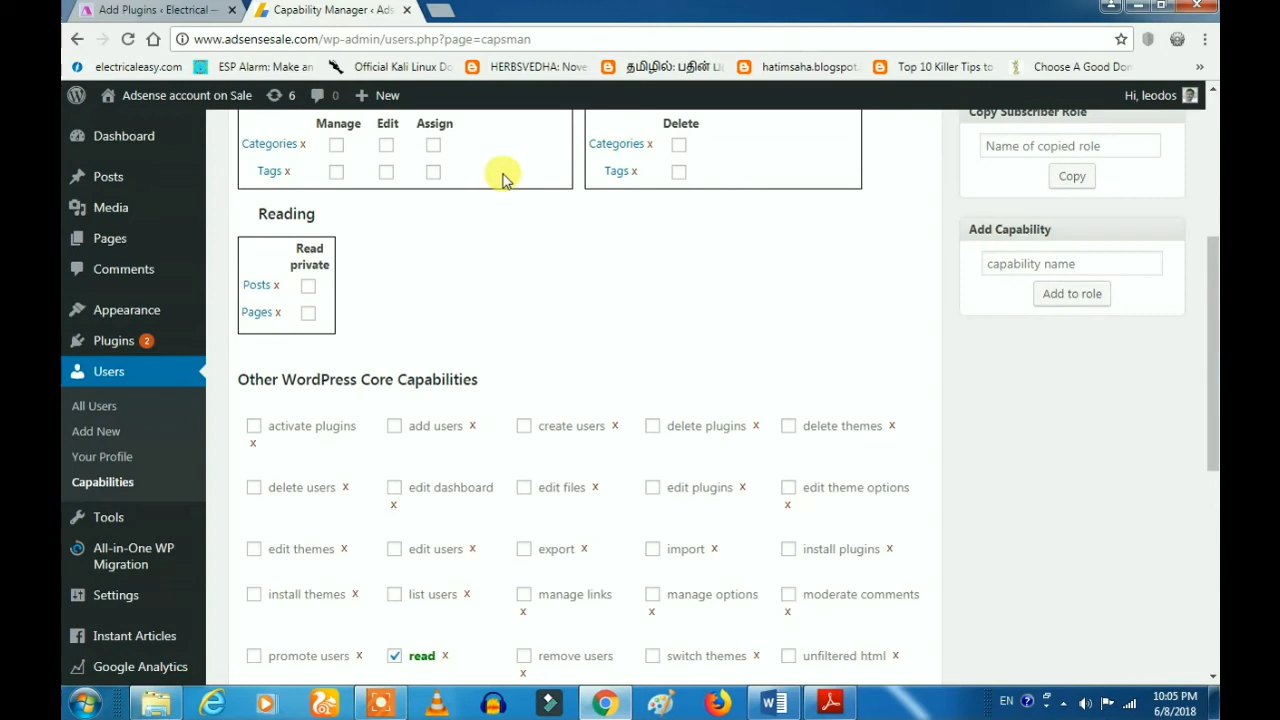 Add Plugins ‹ Electrical — ×
Capability Manager ‹ Ads ×
www.adsensesale.com/wp-admin/users.php?page=capsman
electricaleasy.com
ESP Alarm: Make an
Official Kali Linux Do
HERBSVEDHA: Nove
தமிழில்: பதின் ப
hatimsaha.blogspot.
Top 10 Killer Tips to
Choose A Good Dom
»
Adsense account on Sale
6
0
New
Hi, leodos
Dashboard
Posts
Media
Pages
Comments
Appearance
Plugins 2
Users
All Users
Add New
Your Profile
Capabilities
Tools
All-in-One WP
Migration
Settings
Instant Articles
Google Analytics
Manage Edit Assign
Categories x
Tags x
Delete
Categories x
Tags x
Reading
Read
private
Posts x
Pages x
Other WordPress Core Capabilities
activate plugins x
add users x
create users x
delete plugins x
delete themes x
delete users x
edit dashboard x
edit files x
edit plugins x
edit theme options x
edit themes x
edit users x
export x
import x
install plugins x
install themes x
list users x
manage links x
manage options x
moderate comments x
promote users x
read x
remove users x
switch themes x
unfiltered html x
Copy Subscriber Role
Name of copied role
Copy
Add Capability
capability name
Add to role
EN
10:05 PM
6/8/2018